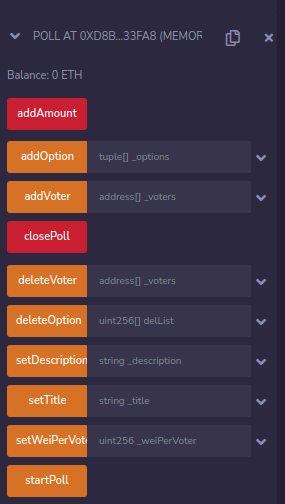 POLL AT 0XD8B...33FA8 (MEMOR
Balance: 0 ETH
addAmount
addOption tuple[] _options
addVoter address[] _voters
closePoll
deleteVoter address[] _voters
deleteOption uint256[] delList
setDescription string _description
setTitle string _title
setWeiPerVote uint256 _weiPerVoter
startPoll